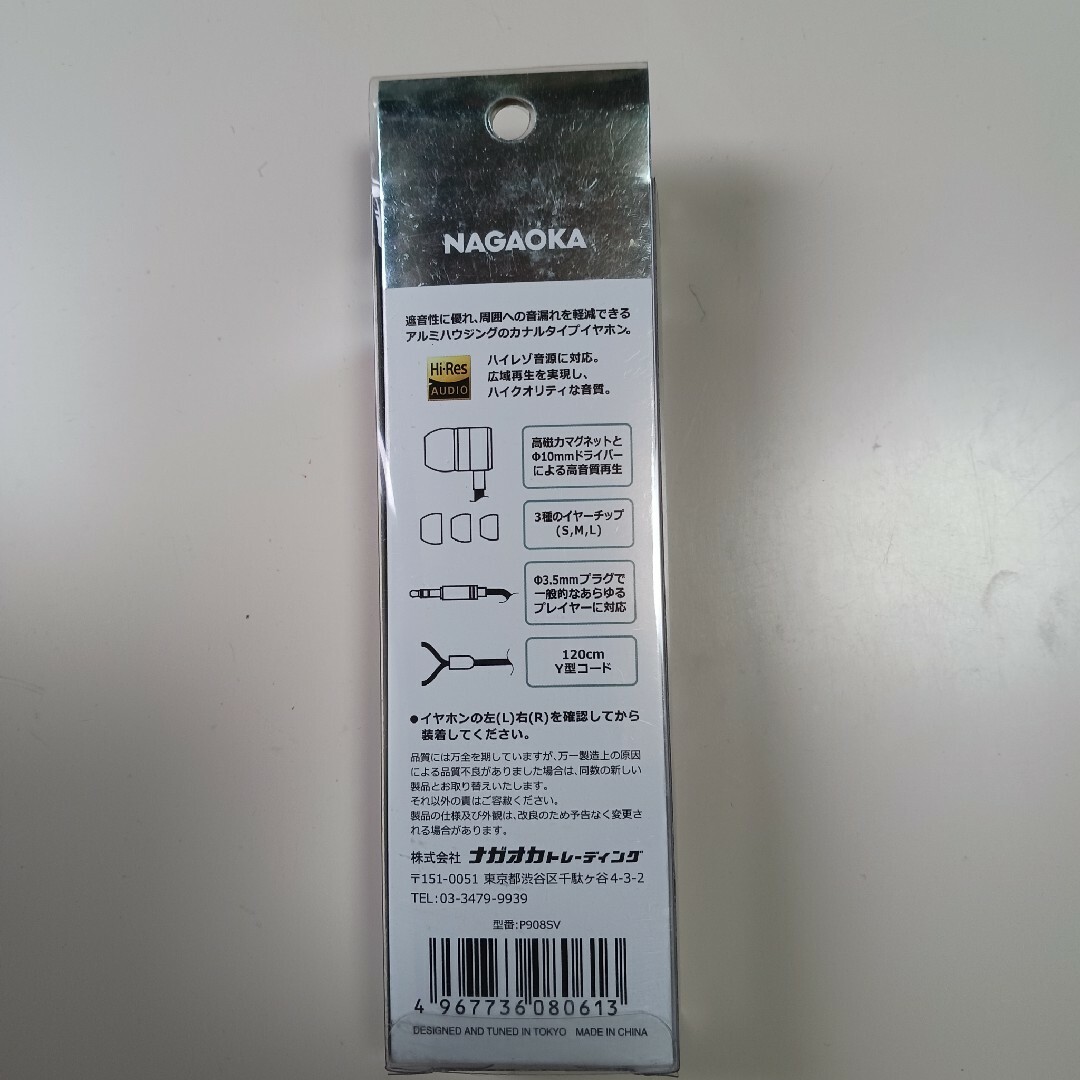 NAGAOKA
遮音性に優れ、周囲への音漏れを軽減できる
アルミハウジングのカナルタイプイヤホン。
Hi-Res
AUDIO
ハイレゾ音源に対応。
広域再生を実現し、
ハイクオリティな音質。
高磁力マグネットと
Φ10mmドライバー
による高音質再生
3種のイヤーチップ
(S,M,L)
Φ3.5mmプラグで
一般的なあらゆる
プレイヤーに対応
120cm
Y型コード
●イヤホンの左(L)右(R)を確認してから
装着してください。
品質には万全を期していますが、万一製造上の原因
による品質不良がありました場合は、同数の新しい
製品とお取り替えいたします。
それ以外の責はご容赦ください。
製品の仕様及び外観は、改良のため予告なく変更さ
れる場合があります。
株式会社 ナガオカトレーディング
〒151-0051 東京都渋谷区千駄ヶ谷4-3-2
TEL:03-3479-9939
型番:P908SV
4 967736 080613
DESIGNED AND TUNED IN TOKYO MADE IN CHINA